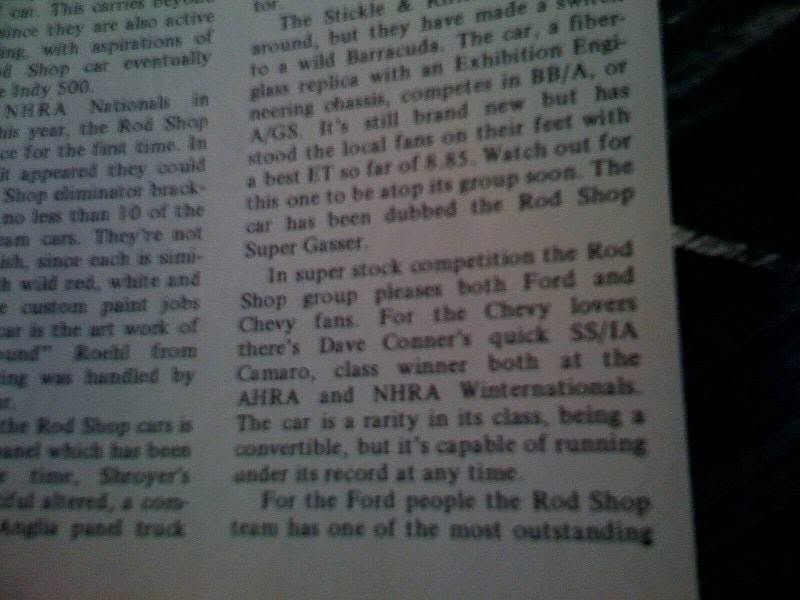 car. This carries beyond
since they are also active
ing, with aspirations of
Shop car eventually
Indy 500.
NHRA Nationals in
his year, the Rod Shop
ce for the first time. In
it appeared they could
Shop eliminator brack-
no less than 10 of the
eam cars. They're not
ish, since each is simi-
h wild red, white and
custom paint jobs
car is the art work of
ound" Roehl from
ing was handled by
the Rod Shop cars is
panel which has been
time, Shroyer's
iful altered, a com-
Anglia panel truck
tor.
The Stickle &
around, but they have made a switch
to a wild Barracuda. The car, a fiber-
glass replica with an Exhibition Engi-
neering chassis, competes in BB/A, or
A/GS. It's still brand new but has
stood the local fans on their feet with
a best ET so far of 8.85. Watch out for
this one to be atop its group soon. The
car has been dubbed the Rod Shop
Super Gasser.
In super stock competition the Rod
Shop group pleases both Ford and
Chevy fans. For the Chevy lovers
there's Dave Conner's quick SS/IA
Camaro, class winner both at the
AHRA and NHRA Winternationals.
The car is a rarity in its class, being a
convertible, but it's capable of running
under its record at any time.
For the Ford people the Rod Shop
team has one of the most outstanding